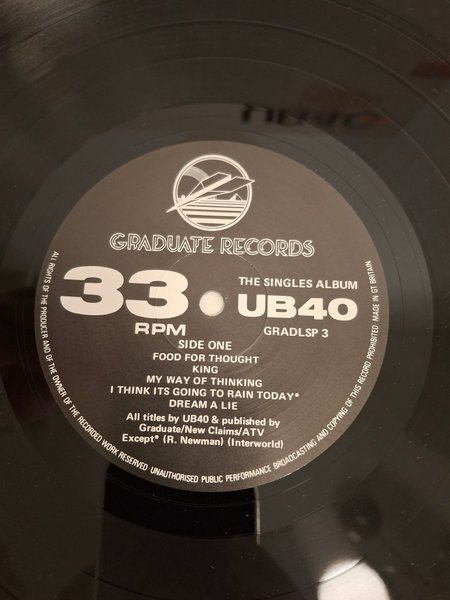 UB40
GRADUATE RECORDS
33
RPM
THE SINGLES ALBUM
UB40
GRADLSP 3
SIDE ONE
FOOD FOR THOUGHT
KING
MY WAY OF THINKING
I THINK ITS GOING TO RAIN TODAY*
DREAM A LIE
All titles by UB40 & published by
Graduate/New Claims/ATV
Except* (R. Newman) (Interworld)
ALL RIGHTS OF THE PRODUCER AND OF THE OWNER OF THE RECORDED WORK RESERVED UNAUTHORISED PUBLIC PERFORMANCE BROADCASTING AND COPYING OF THIS RECORD PROHIBITED MADE IN GT BRITAIN